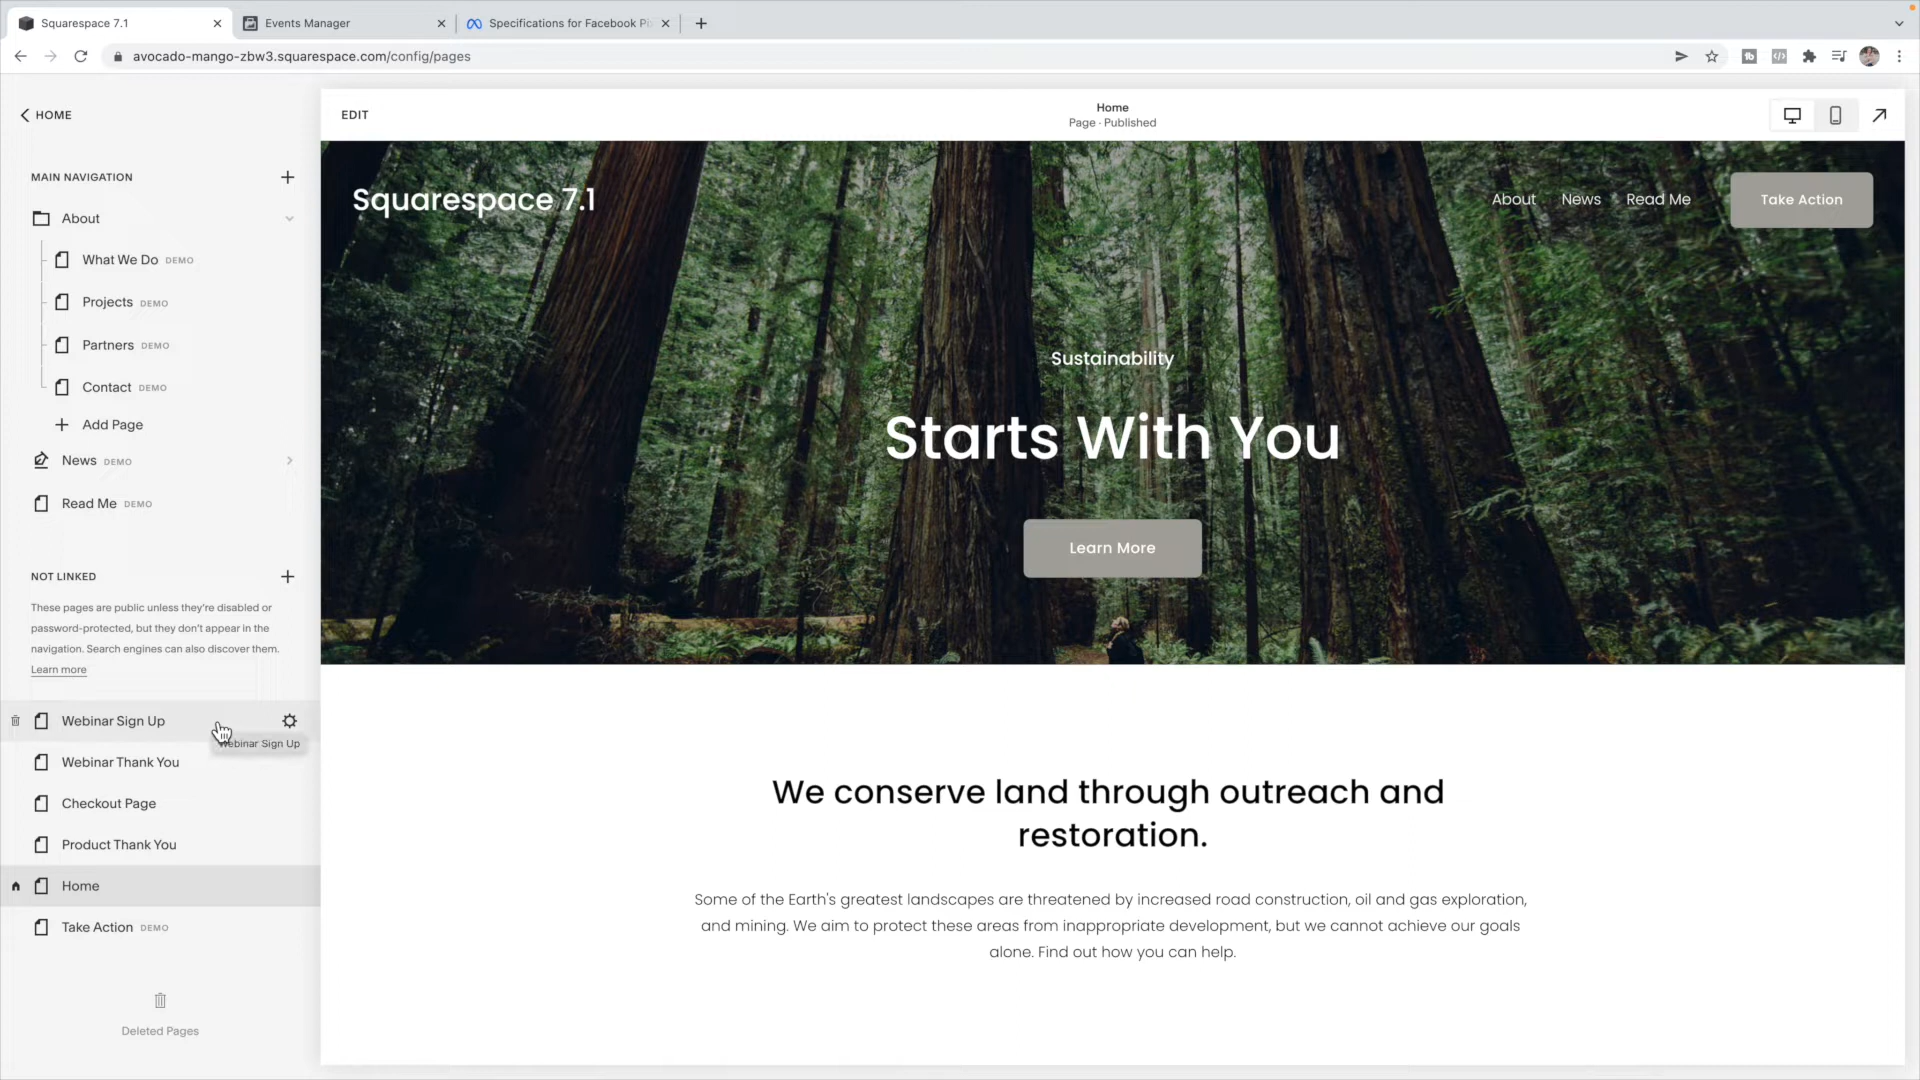 Squarespace 7.1
Events Manager
Specifications for Facebook Pi
avocado-mango-zbw3.squarespace.com/config/pages
HOME
EDIT
Home
Page · Published
MAIN NAVIGATION
About
What We Do DEMO
Projects DEMO
Partners DEMO
Contact DEMO
Add Page
News DEMO
Read Me DEMO
NOT LINKED
These pages are public unless they're disabled or
password-protected, but they don't appear in the
navigation. Search engines can also discover them.
Learn more
Webinar Sign Up
Webinar Sign Up
Webinar Thank You
Checkout Page
Product Thank You
Home
Take Action DEMO
Deleted Pages
Squarespace 7.1
About News Read Me Take Action
Sustainability
Starts With You
Learn More
We conserve land through outreach and
restoration.
Some of the Earth's greatest landscapes are threatened by increased road construction, oil and gas exploration,
and mining. We aim to protect these areas from inappropriate development, but we cannot achieve our goals
alone. Find out how you can help.